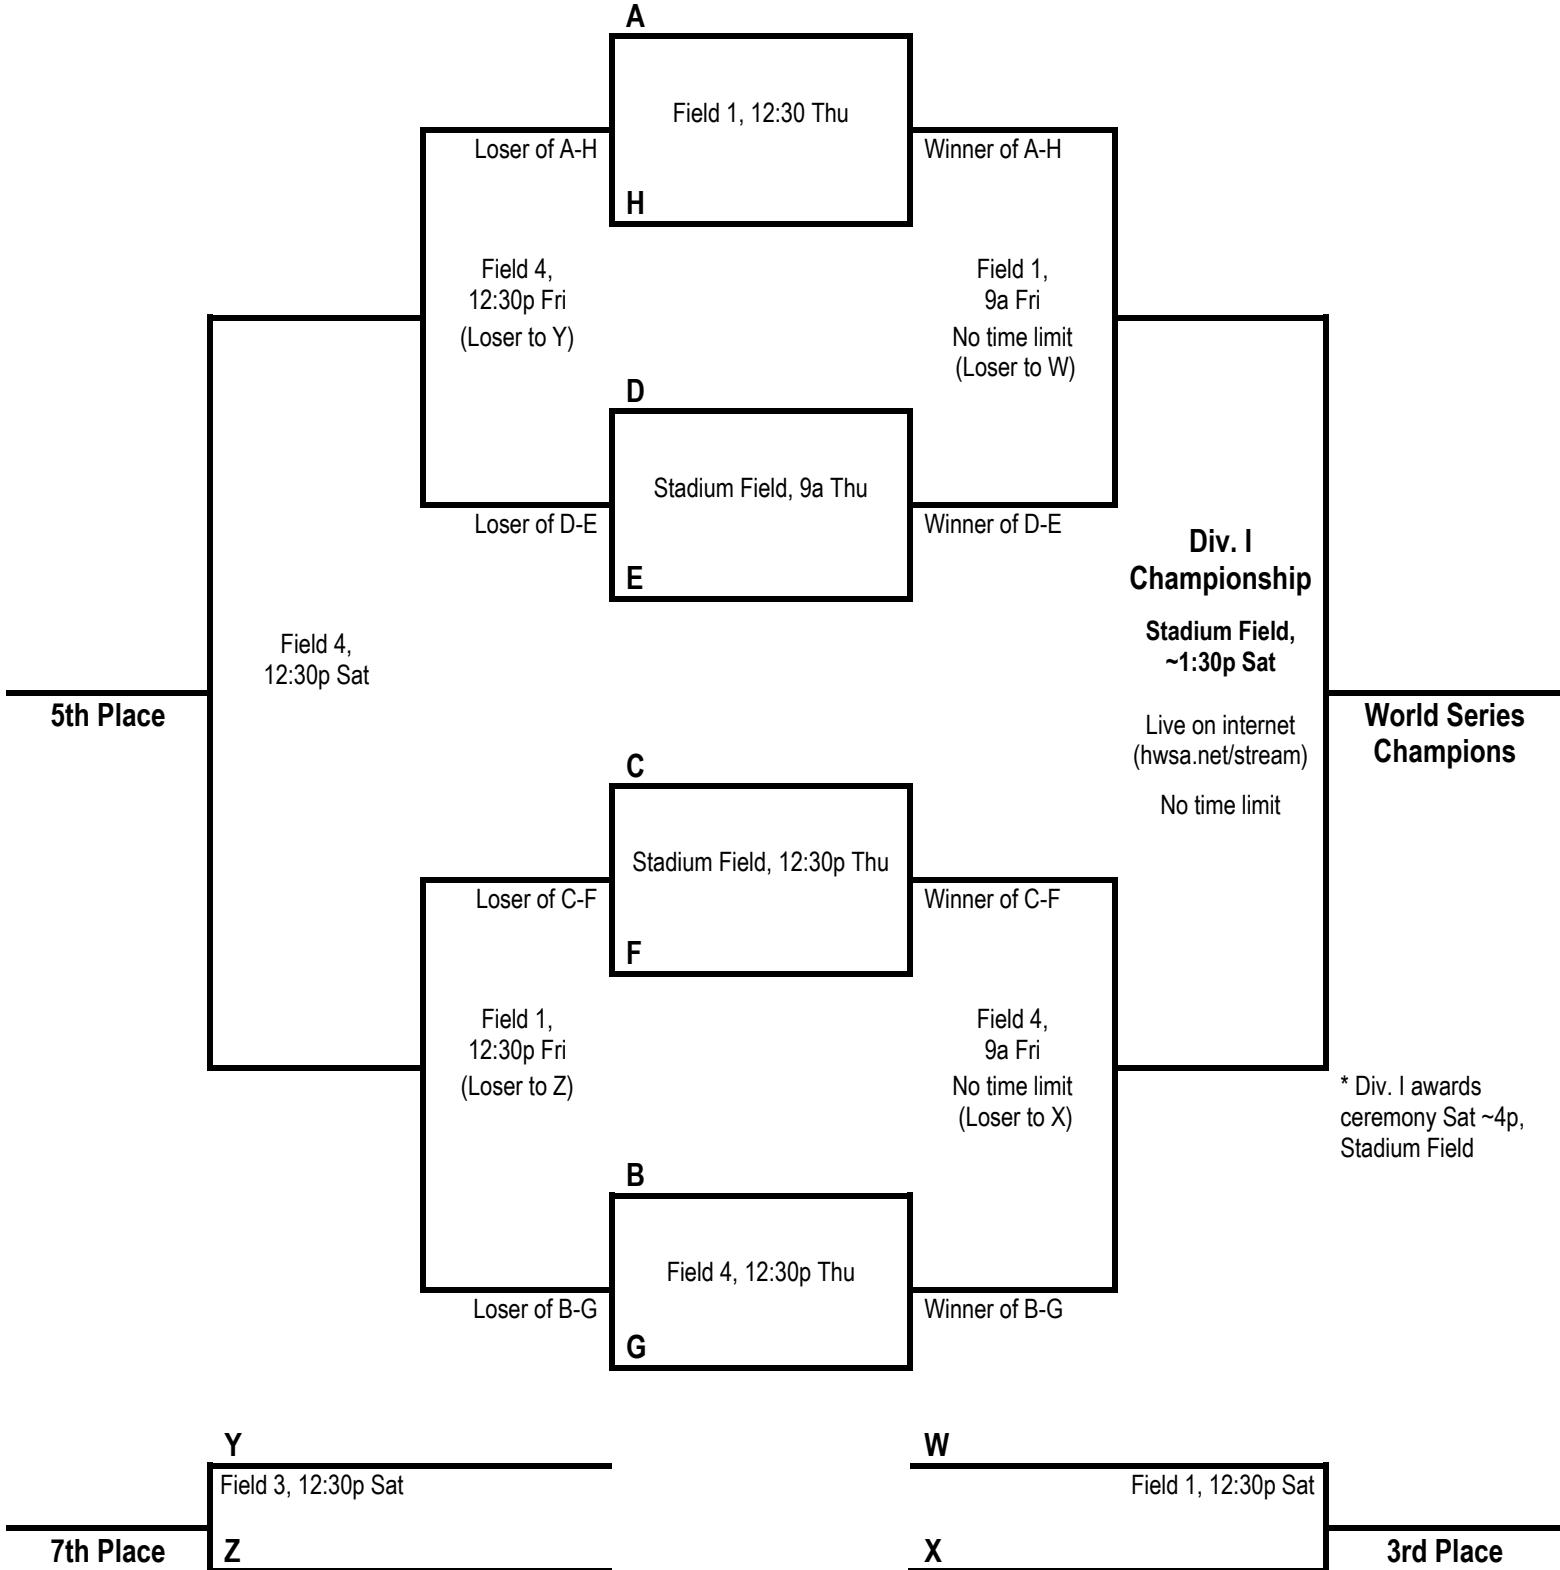 A
Field 1, 12:30 Thu
Loser of A-H
Winner of A-H
H
Field 4,
12:30p Fri
(Loser to Y)
Field 1,
9a Fri
No time limit
(Loser to W)
D
Stadium Field, 9a Thu
Loser of D-E
Winner of D-E
E
Div. I
Championship
Stadium Field,
~1:30p Sat
Live on internet
(hwsa.net/stream)
No time limit
Field 4,
12:30p Sat
5th Place
World Series
Champions
C
Stadium Field, 12:30p Thu
Loser of C-F
Winner of C-F
F
Field 1,
12:30p Fri
(Loser to Z)
Field 4,
9a Fri
No time limit
(Loser to X)
* Div. I awards
ceremony Sat ~4p,
Stadium Field
B
Field 4, 12:30p Thu
Loser of B-G
Winner of B-G
G
Y
Field 3, 12:30p Sat
7th Place
Z
W
Field 1, 12:30p Sat
X
3rd Place